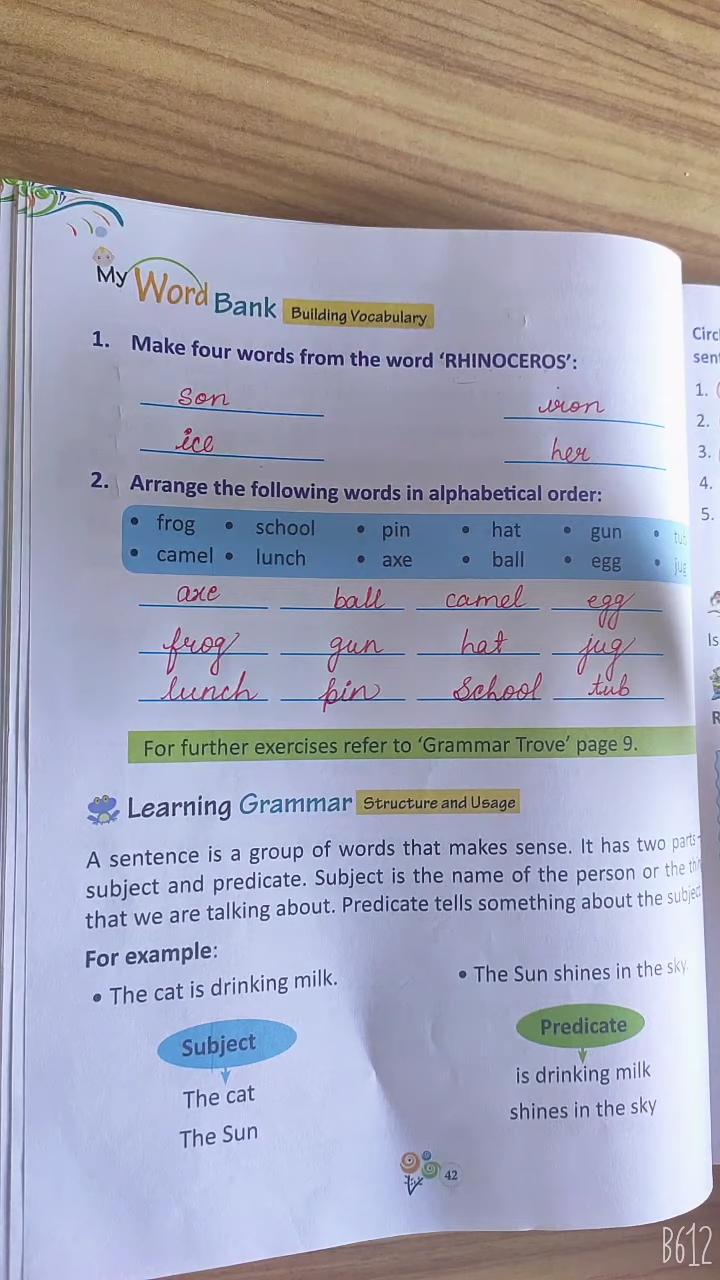 My Word Bank Building Vocabulary
1. Make four words from the word ‘RHINOCEROS’:
son iron
ice her
2. Arrange the following words in alphabetical order:
• frog • school • pin • hat • gun • tub
• camel • lunch • axe • ball • egg • jug
axe ball camel egg
frog gun hat jug
lunch pin School tub
For further exercises refer to ‘Grammar Trove’ page 9.
Learning Grammar Structure and Usage
A sentence is a group of words that makes sense. It has two parts-
subject and predicate. Subject is the name of the person or the
that we are talking about. Predicate tells something about the
For example:
• The cat is drinking milk. • The Sun shines in the sky.
Subject Predicate
The cat is drinking milk
The Sun shines in the sky
42
1.
2.
3.
4.
5.
Is
R
B612